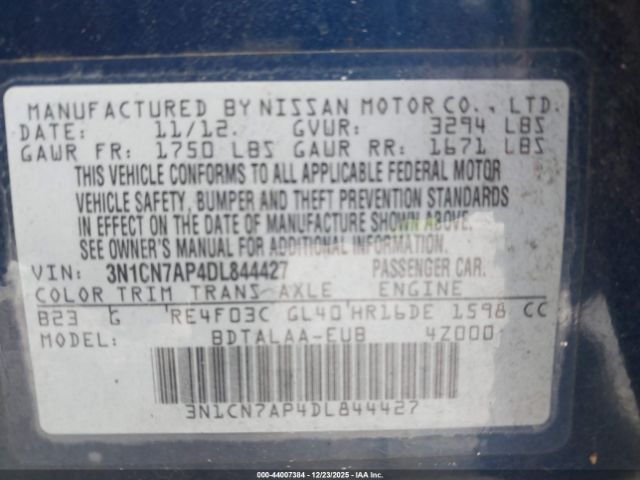 MANUFACTURED BY NISSAN MOTOR CO., LTD.
DATE: 11/12. GVWR: 3294 LBS
GAWR FR: 1750 LBS GAWR RR: 1671 LBS
THIS VEHICLE CONFORMS TO ALL APPLICABLE FEDERAL MOTOR
VEHICLE SAFETY, BUMPER AND THEFT PREVENTION STANDARDS
IN EFFECT ON THE DATE OF MANUFACTURE SHOWN ABOVE.
SEE OWNER'S MANUAL FOR ADDITIONAL INFORMATION.
VIN: 3N1CN7AP4DL844427 PASSENGER CAR.
COLOR TRIM TRANS AXLE ENGINE
B23 G RE4F03C GL40 HR16DE 1598 CC
MODEL: BDTALAA-EUB 4Z000
3N1CN7AP4DL844427
© - 44007384 - 12/23/2025 - IAA Inc.